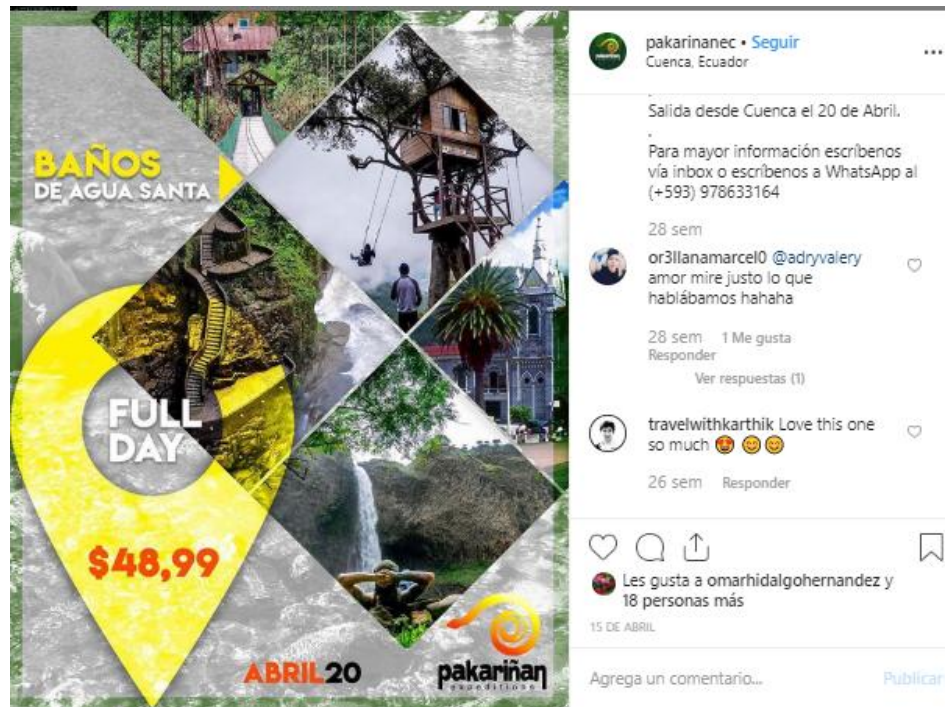 BAÑOS
DE AGUA SANTA
FULL
DAY
$48,99
ABRIL20
pakariñan
expeditions
pakarinanec • Seguir
Cuenca, Ecuador
Salida desde Cuenca el 20 de Abril.
.
Para mayor información escríbenos
vía inbox o escríbenos a WhatsApp al
(+593) 978633164
28 sem
or3llanamarcel0 @adryvalery
amor mire justo lo que
hablábamos hahaha
28 sem 1 Me gusta
Responder
Ver respuestas (1)
travelwithkarthik Love this one
so much 🤩 😊 😊
26 sem Responder
Les gusta a omarhidalgohernandez y
18 personas más
15 DE ABRIL
Agrega un comentario... Publicar